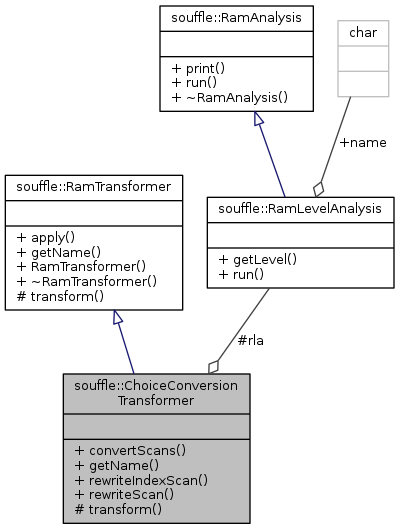 souffle::RamAnalysis
+ print()
+ run()
+ ~RamAnalysis()
char
+name
souffle::RamTransformer
+ apply()
+ getName()
+ RamTransformer()
+ ~RamTransformer()
# transform()
souffle::RamLevelAnalysis
+ getLevel()
+ run()
#rla
souffle::ChoiceConversion
Transformer
+ convertScans()
+ getName()
+ rewriteIndexScan()
+ rewriteScan()
# transform()